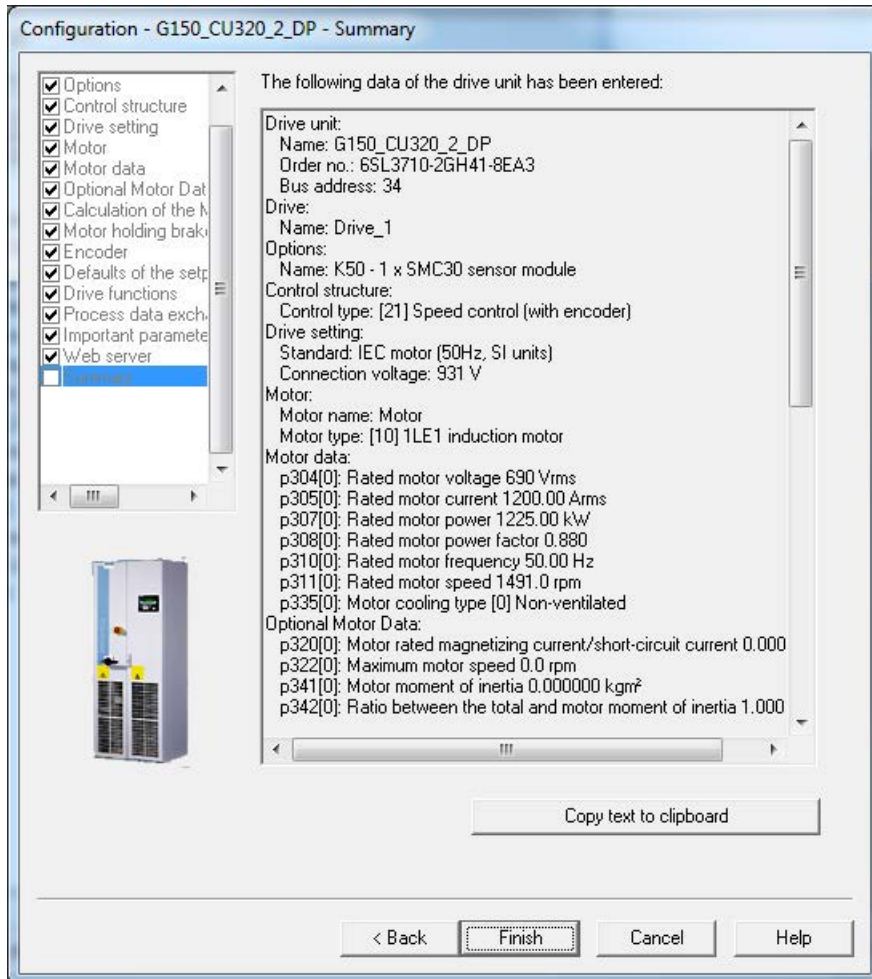 Configuration - G150_CU320_2_DP - Summary
Options
Control structure
Drive setting
Motor
Motor data
Optional Motor Dat
Calculation of the M
Motor holding brak
Encoder
Defaults of the setp
Drive functions
Process data exch
Important paramete
Web server
Summary
The following data of the drive unit has been entered:
Drive unit:
Name: G150_CU320_2_DP
Order no.: 6SL3710-2GH41-8EA3
Bus address: 34
Drive:
Name: Drive_1
Options:
Name: K50 - 1 x SMC30 sensor module
Control structure:
Control type: [21] Speed control (with encoder)
Drive setting:
Standard: IEC motor (50Hz, SI units)
Connection voltage: 931 V
Motor:
Motor name: Motor
Motor type: [10] 1LE1 induction motor
Motor data:
p304[0]: Rated motor voltage 690 Vrms
p305[0]: Rated motor current 1200.00 Arms
p307[0]: Rated motor power 1225.00 kW
p308[0]: Rated motor power factor 0.880
p310[0]: Rated motor frequency 50.00 Hz
p311[0]: Rated motor speed 1491.0 rpm
p335[0]: Motor cooling type [0] Non-ventilated
Optional Motor Data:
p320[0]: Motor rated magnetizing current/short-circuit current 0.000
p322[0]: Maximum motor speed 0.0 rpm
p341[0]: Motor moment of inertia 0.000000 kgm²
p342[0]: Ratio between the total and motor moment of inertia 1.000
Copy text to clipboard
< Back
Finish
Cancel
Help